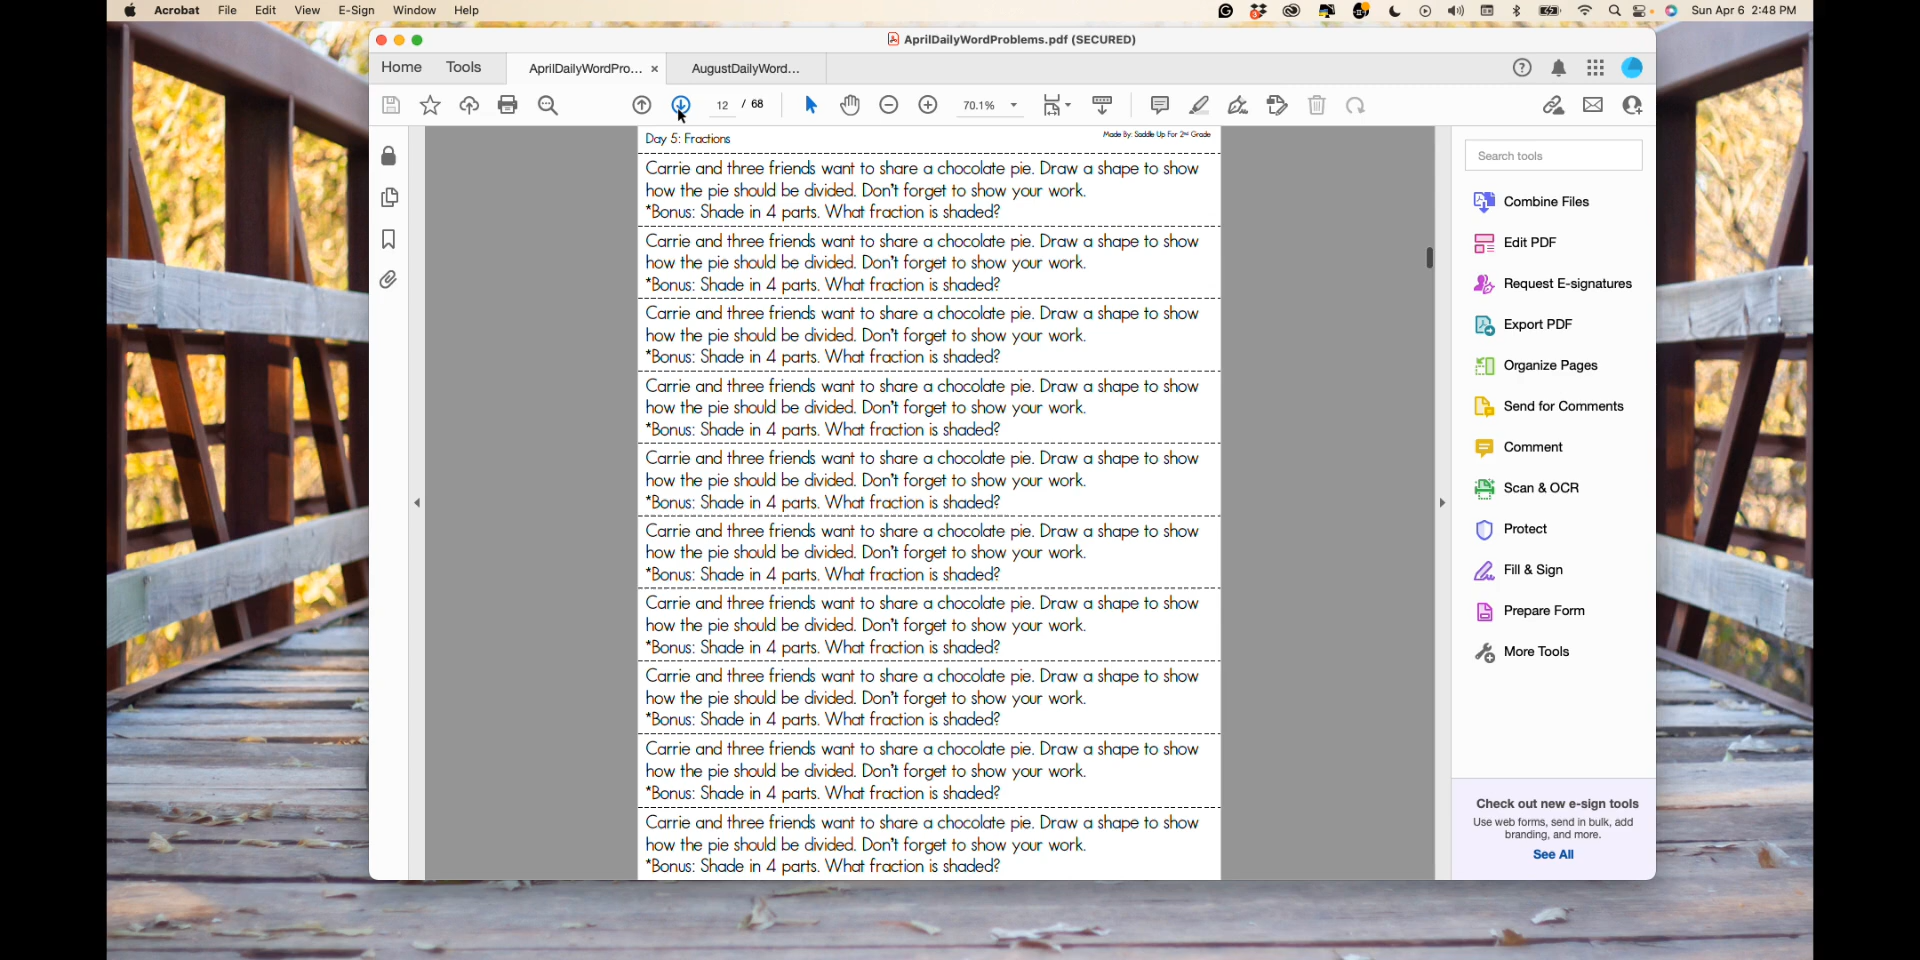 Acrobat File Edit View E-Sign Window Help Sun Apr 6 2:48 PM
AprilDailyWordProblems.pdf (SECURED)
Home Tools AprilDailyWordPro... × AugustDailyWord...
12 / 68 70.1%
Day 5: Fractions Made By: Saddle Up For 2nd Grade
Carrie and three friends want to share a chocolate pie. Draw a shape to show
how the pie should be divided. Don't forget to show your work.
*Bonus: Shade in 4 parts. What fraction is shaded?
Carrie and three friends want to share a chocolate pie. Draw a shape to show
how the pie should be divided. Don't forget to show your work.
*Bonus: Shade in 4 parts. What fraction is shaded?
Carrie and three friends want to share a chocolate pie. Draw a shape to show
how the pie should be divided. Don't forget to show your work.
*Bonus: Shade in 4 parts. What fraction is shaded?
Carrie and three friends want to share a chocolate pie. Draw a shape to show
how the pie should be divided. Don't forget to show your work.
*Bonus: Shade in 4 parts. What fraction is shaded?
Carrie and three friends want to share a chocolate pie. Draw a shape to show
how the pie should be divided. Don't forget to show your work.
*Bonus: Shade in 4 parts. What fraction is shaded?
Carrie and three friends want to share a chocolate pie. Draw a shape to show
how the pie should be divided. Don't forget to show your work.
*Bonus: Shade in 4 parts. What fraction is shaded?
Carrie and three friends want to share a chocolate pie. Draw a shape to show
how the pie should be divided. Don't forget to show your work.
*Bonus: Shade in 4 parts. What fraction is shaded?
Carrie and three friends want to share a chocolate pie. Draw a shape to show
how the pie should be divided. Don't forget to show your work.
*Bonus: Shade in 4 parts. What fraction is shaded?
Carrie and three friends want to share a chocolate pie. Draw a shape to show
how the pie should be divided. Don't forget to show your work.
*Bonus: Shade in 4 parts. What fraction is shaded?
Carrie and three friends want to share a chocolate pie. Draw a shape to show
how the pie should be divided. Don't forget to show your work.
*Bonus: Shade in 4 parts. What fraction is shaded?
Search tools
Combine Files
Edit PDF
Request E-signatures
Export PDF
Organize Pages
Send for Comments
Comment
Scan & OCR
Protect
Fill & Sign
Prepare Form
More Tools
Check out new e-sign tools
Use web forms, send in bulk, add
branding, and more.
See All